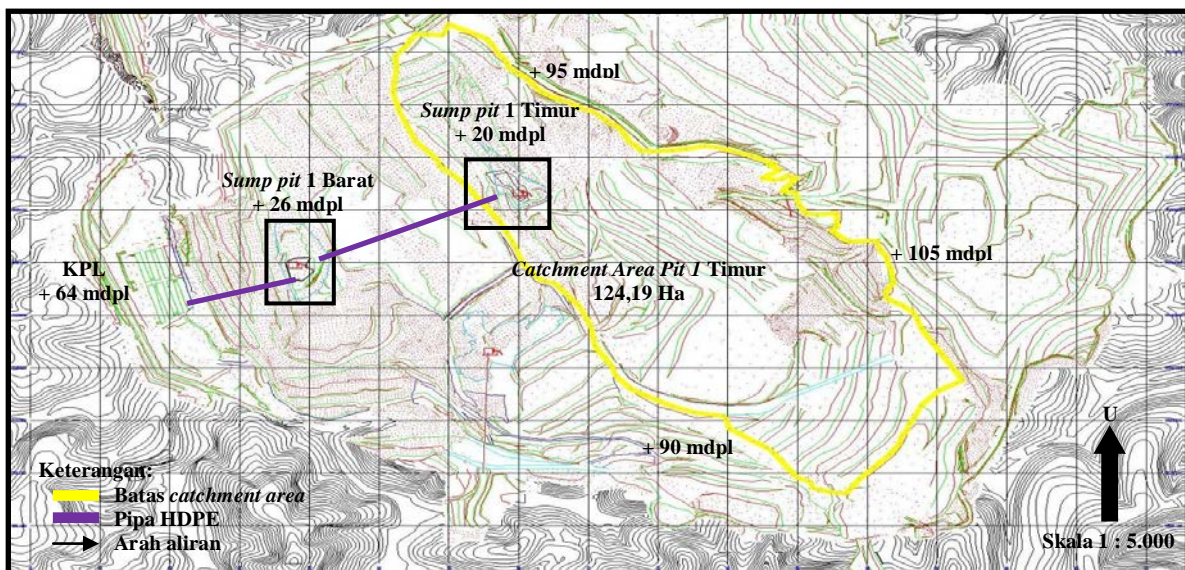 + 95 mdpl
Sump pit 1 Timur
+ 20 mdpl
Sump pit 1 Barat
+ 26 mdpl
KPL
+ 64 mdpl
+ 105 mdpl
Catchment Area Pit 1 Timur
124,19 Ha
+ 90 mdpl
U
Skala 1 : 5.000
Keterangan:
Batas catchment area
Pipa HDPE
Arah aliran